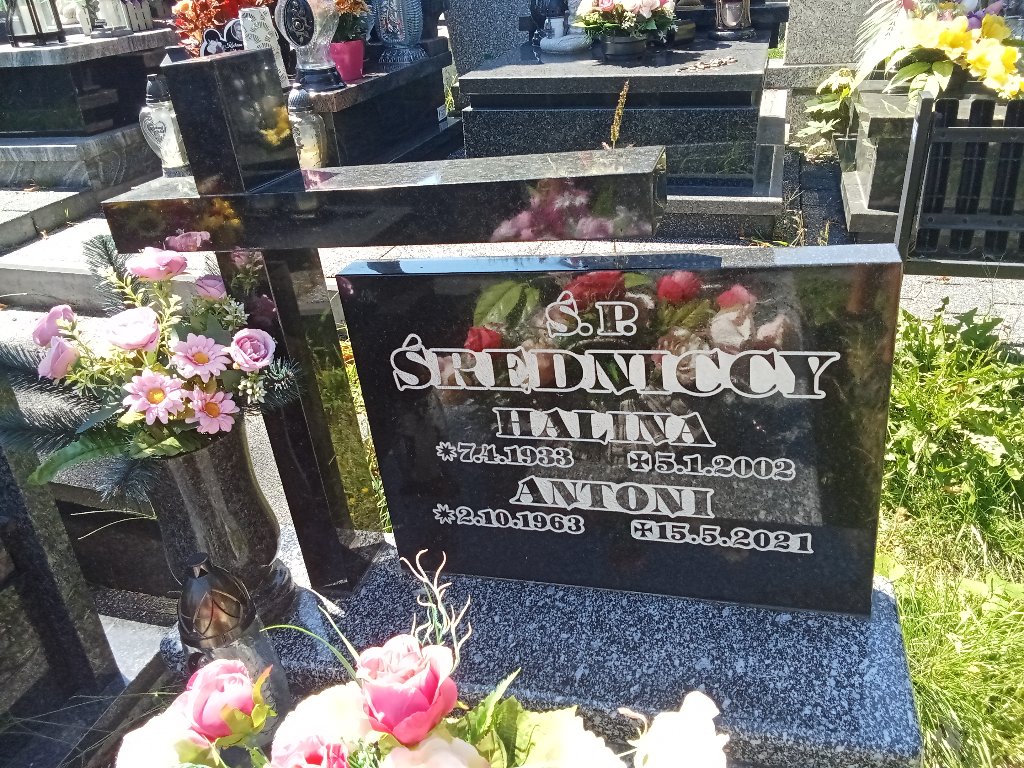 Ś.P.
ŚREDNICCY
HALINA
*7.4.1933 ✠5.1.2002
ANTONI
*2.10.1963 ✠15.5.2021